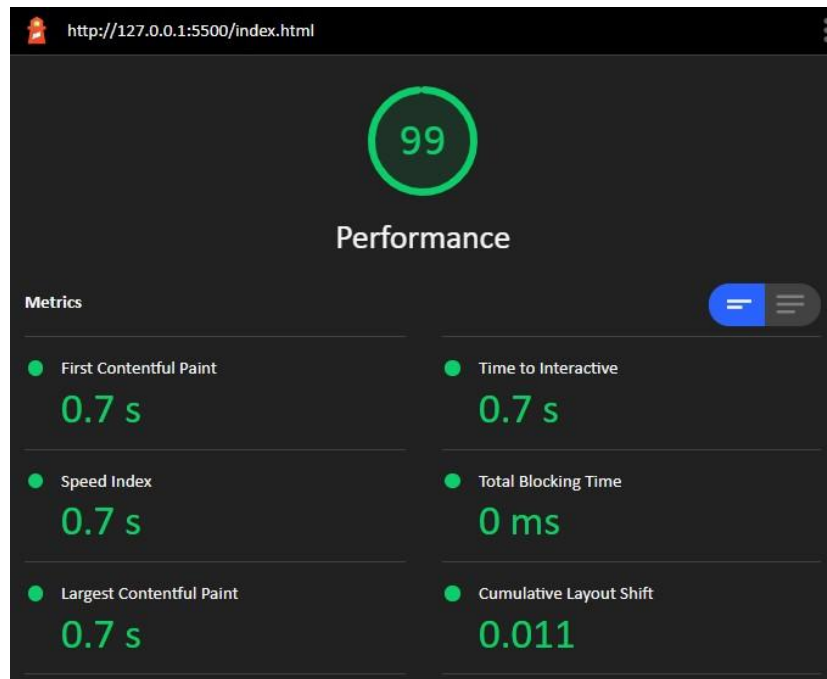 http://127.0.0.1:5500/index.html
99
Performance
Metrics
First Contentful Paint
0.7 s
Time to Interactive
0.7 s
Speed Index
0.7 s
Total Blocking Time
0 ms
Largest Contentful Paint
0.7 s
Cumulative Layout Shift
0.011